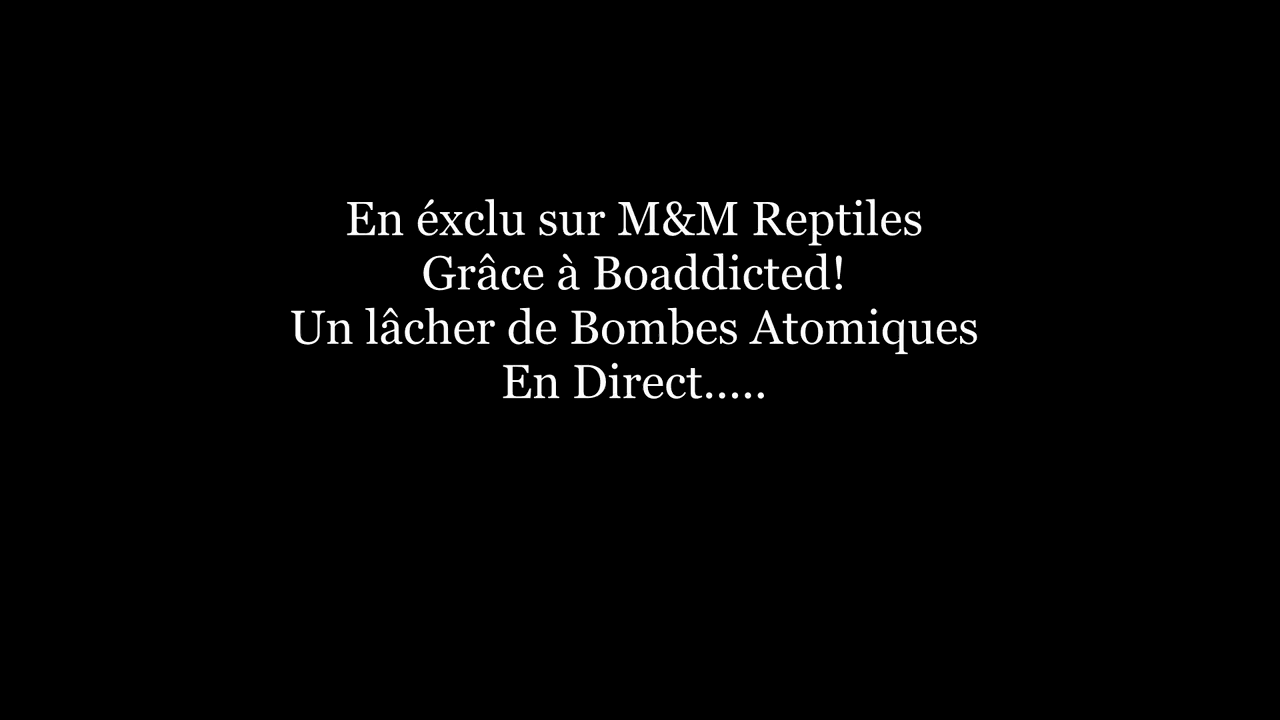 En éxclu sur M&M Reptiles
Grâce à Boaddicted!
Un lâcher de Bombes Atomiques
En Direct.....